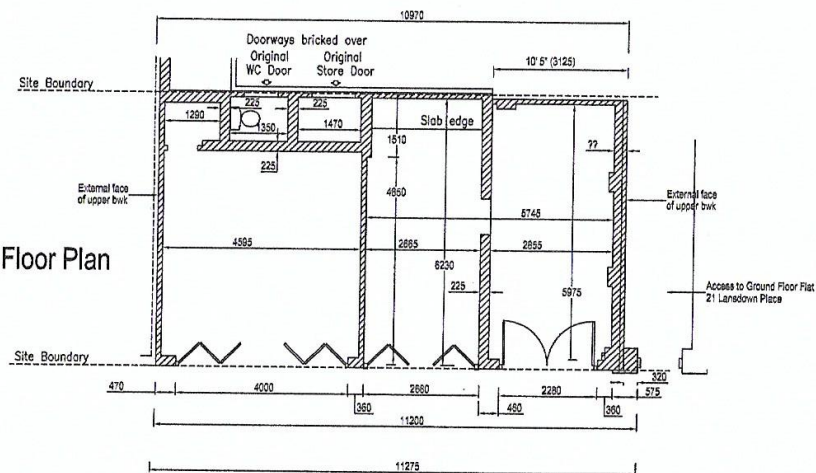 10970
Doorways bricked over
Original
WC Door
Original
Store Door
10' 5" (3125)
Site Boundary
1290
225
225
1350
1470
1510
Slab edge
??
225
4850
External face
of upper bwk
External face
of upper bwk
5745
4595
2665
2855
6230
Floor Plan
225
5975
Access to Ground Floor Flat
21 Lansdown Place
Site Boundary
470
4000
2660
2280
320
575
360
460
360
11200
11275